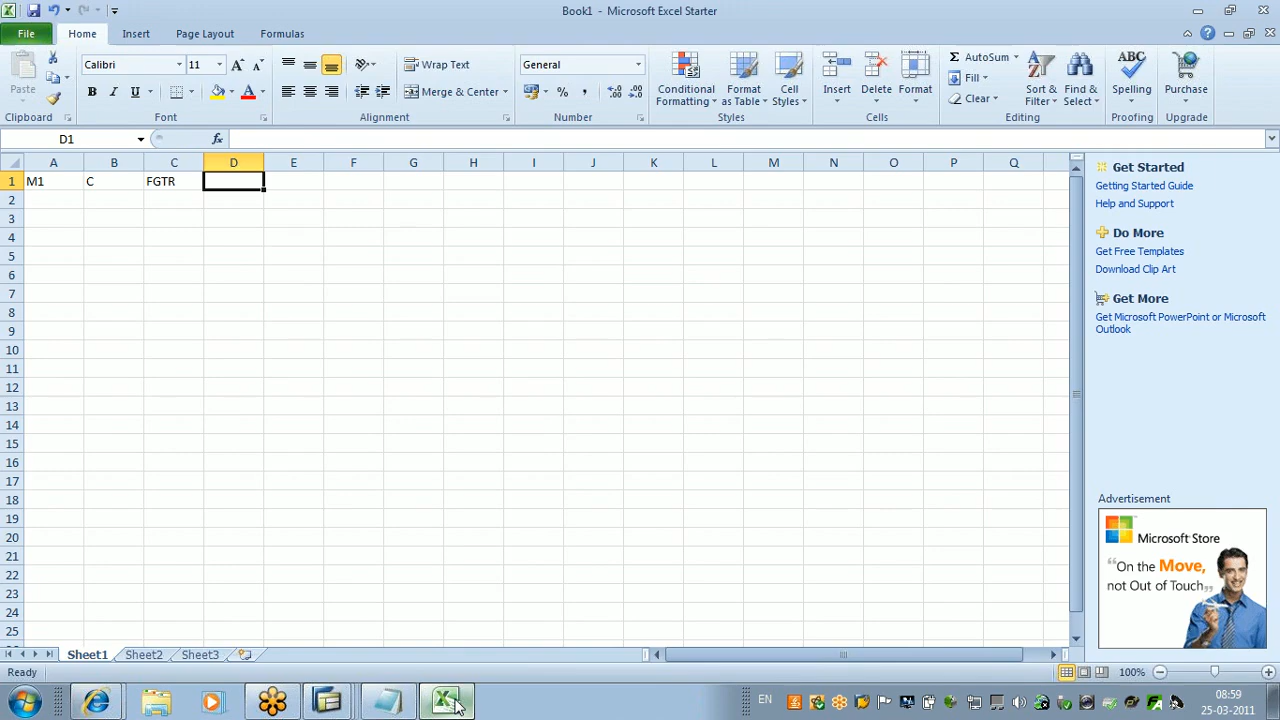 Book1 - Microsoft Excel Starter
File Home Insert Page Layout Formulas
Paste
Calibri 11 A A
B I U A
Wrap Text
Merge & Center
General
% ,
Conditional Formatting
Format as Table
Cell Styles
Insert Delete Format
Σ AutoSum
Fill
Clear
Sort & Filter
Find & Select
ABC
Spelling
Purchase
Clipboard Font Alignment Number Styles Cells Editing Proofing Upgrade
D1 fx
A B C D E F G H I J K L M N O P Q
1 M1 C FGTR
2
3
4
5
6
7
8
9
10
11
12
13
14
15
16
17
18
19
20
21
22
23
24
25
Get Started
Getting Started Guide
Help and Support
Do More
Get Free Templates
Download Clip Art
Get More
Get Microsoft PowerPoint or Microsoft
Outlook
Advertisement
Microsoft Store
"On the Move,
not Out of Touch"
Sheet1 Sheet2 Sheet3
Ready
100%
EN
08:59
25-03-2011